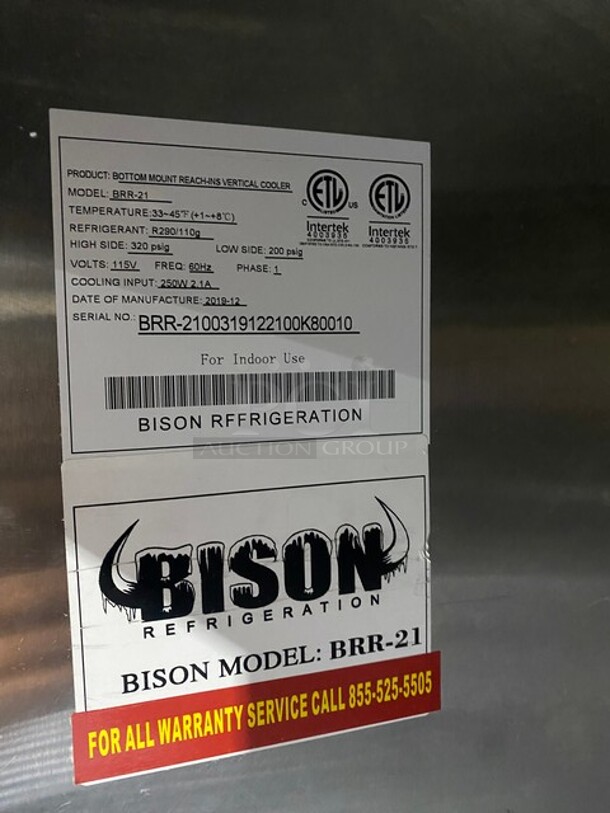 PRODUCT: BOTTOM MOUNT REACH-INS VERTICAL COOLER
MODEL: BRR-21
TEMPERATURE: 33~45°F (+1~+8°C)
REFRIGERANT: R290/110g
HIGH SIDE: 320 psig LOW SIDE: 200 psig
VOLTS: 115V FREQ: 60Hz PHASE: 1
COOLING INPUT: 250W 2.1A
DATE OF MANUFACTURE: 2019-12
SERIAL NO.: BRR-2100319122100K80010
C ETL US
Intertek
4003936
ETL
Intertek
4003936
For Indoor Use
BISON RFFRIGERATION
AUCTION GROUP
BISON
REFRIGERATION
BISON MODEL: BRR-21
FOR ALL WARRANTY SERVICE CALL 855-525-5505